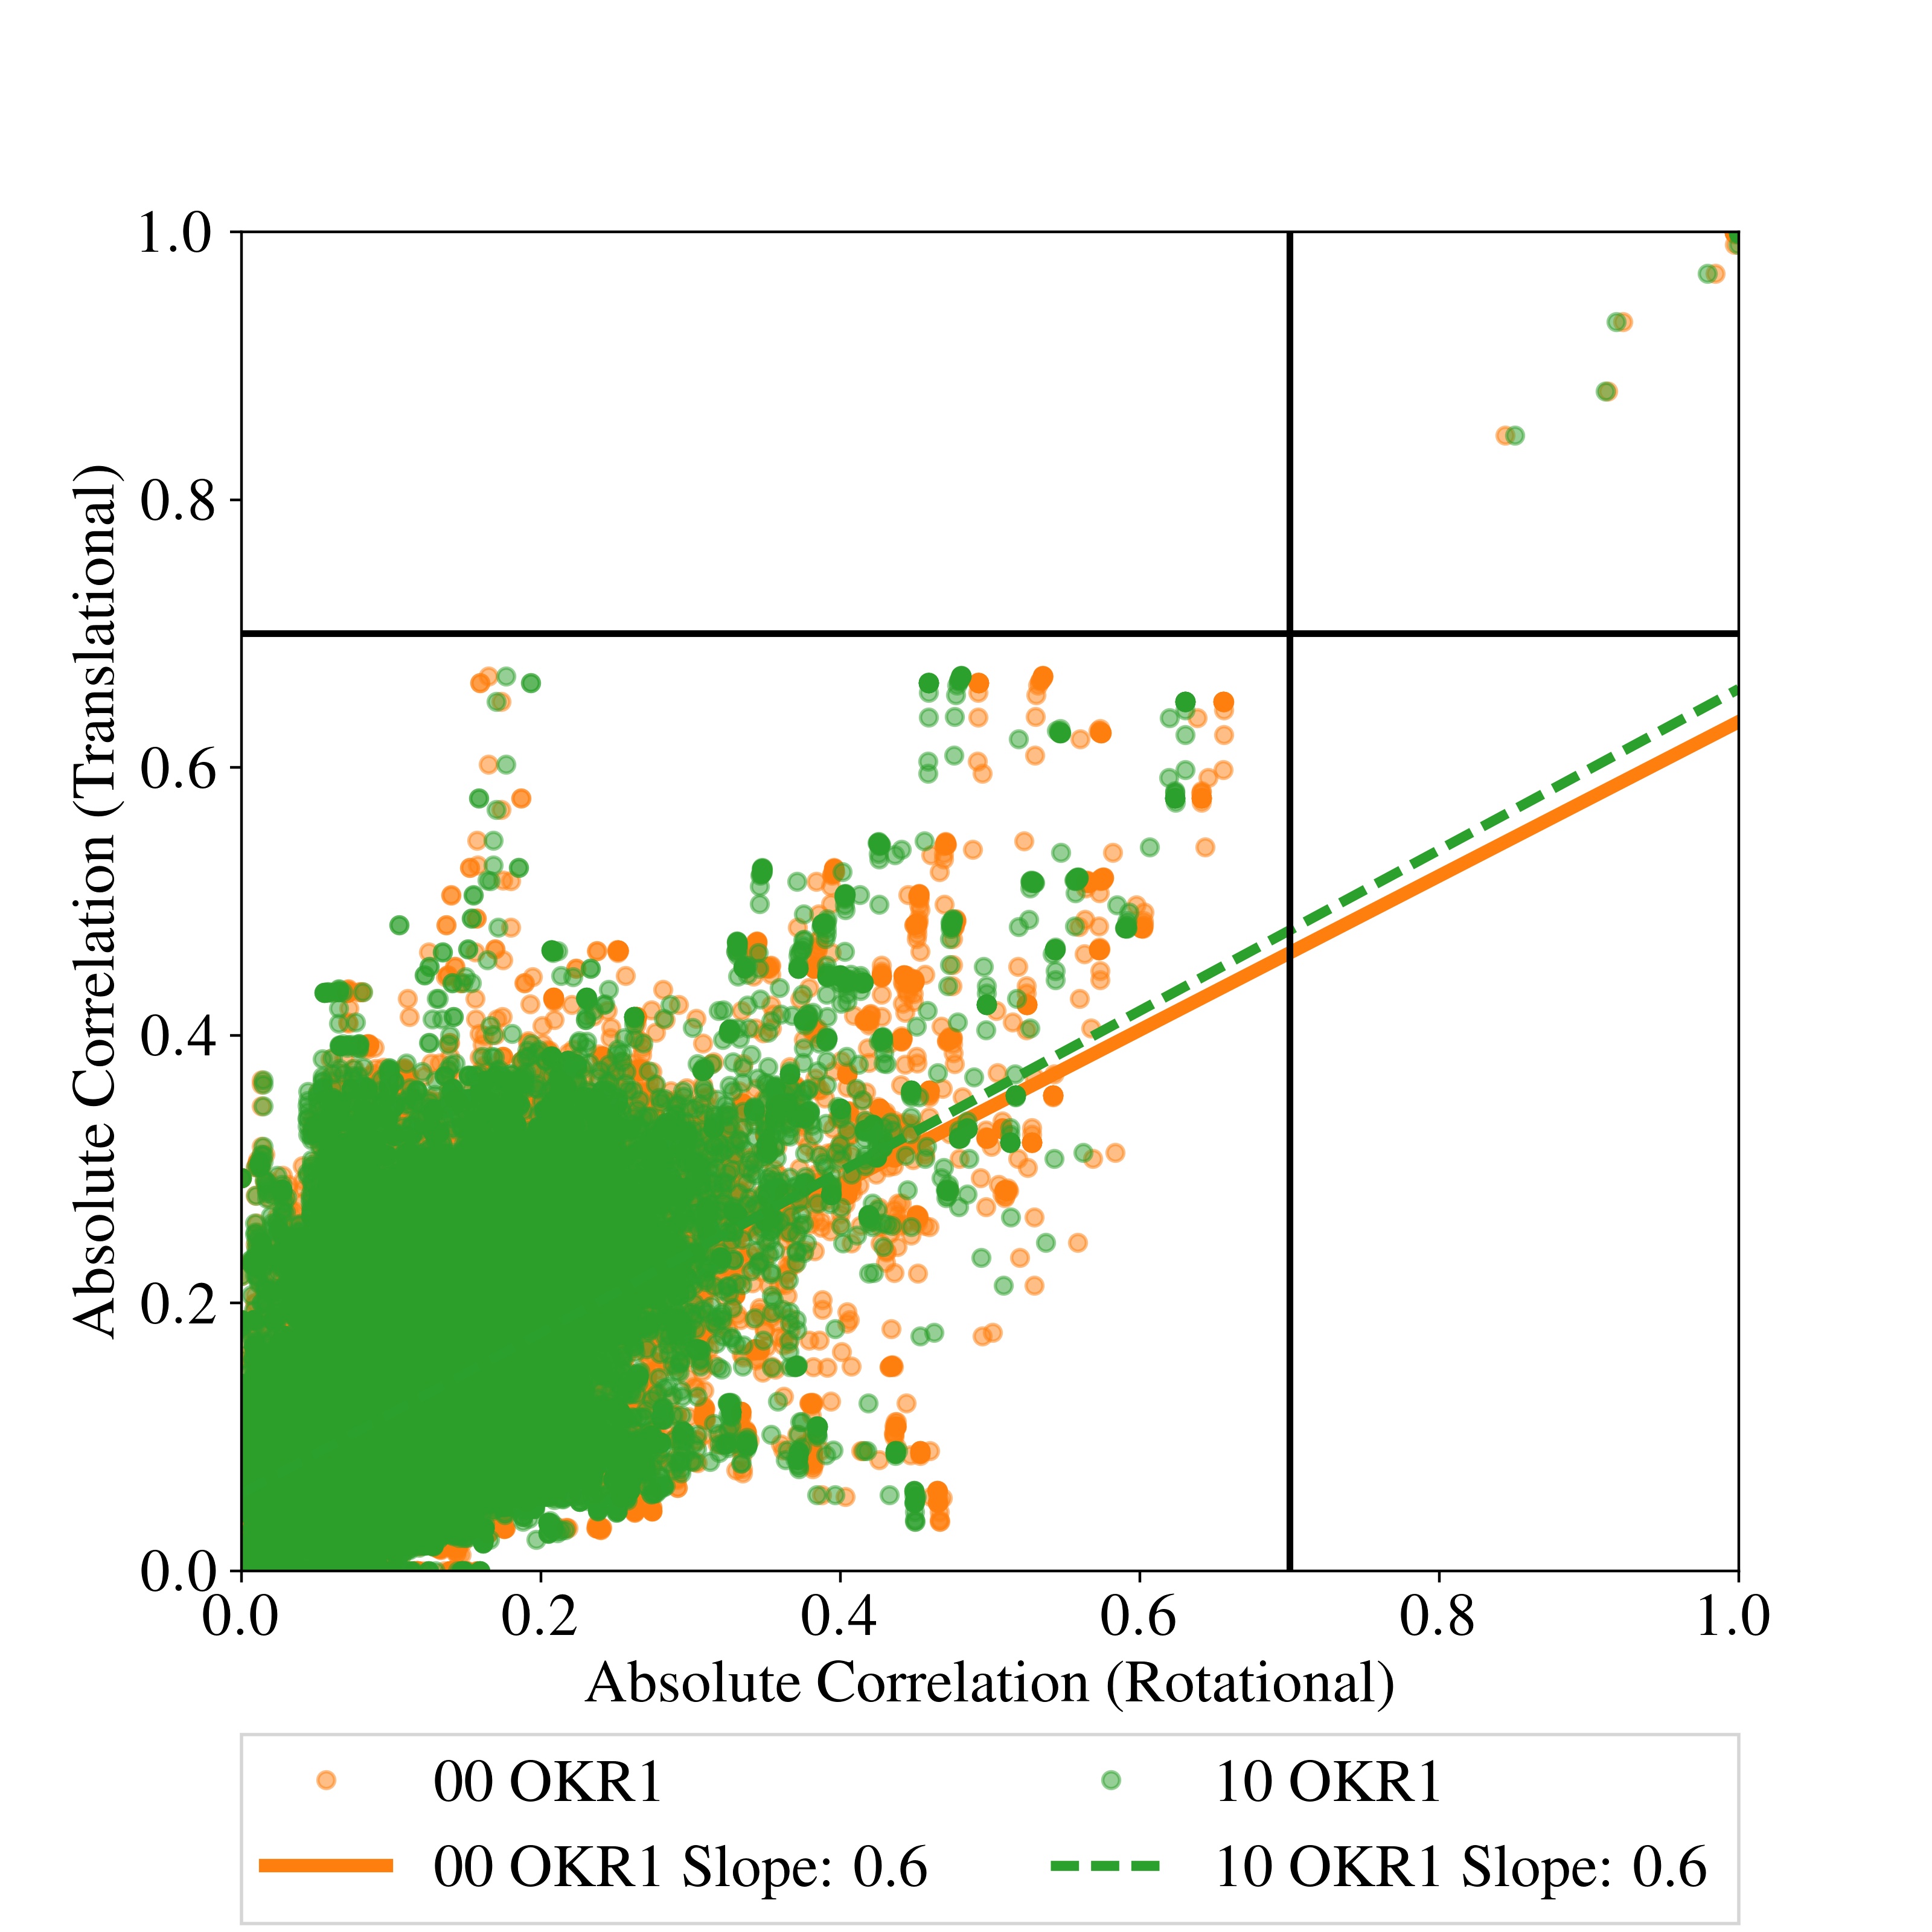 1.0
0.8
0.6
0.4
0.2
0.0
Absolute Correlation (Translational)
0.0 0.2 0.4 0.6 0.8 1.0
Absolute Correlation (Rotational)
00 OKR1 10 OKR1
00 OKR1 Slope: 0.6 10 OKR1 Slope: 0.6